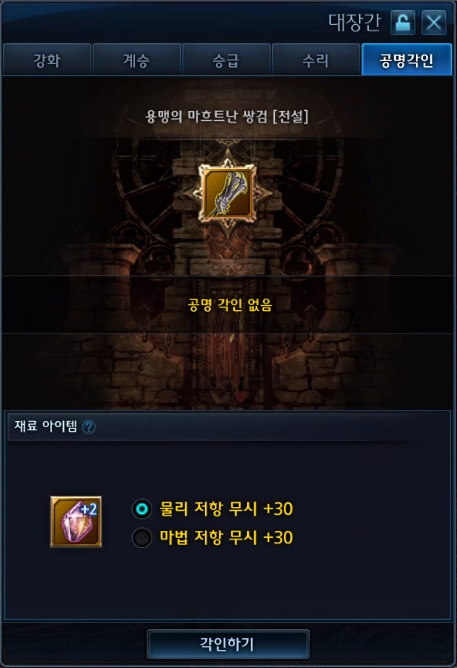 대장간
강화 계승 승급 수리 공명각인
용맹의 마흐트난 쌍검 [전설]
공명 각인 없음
재료 아이템 ?
+2
물리 저항 무시 +30
마법 저항 무시 +30
각인하기